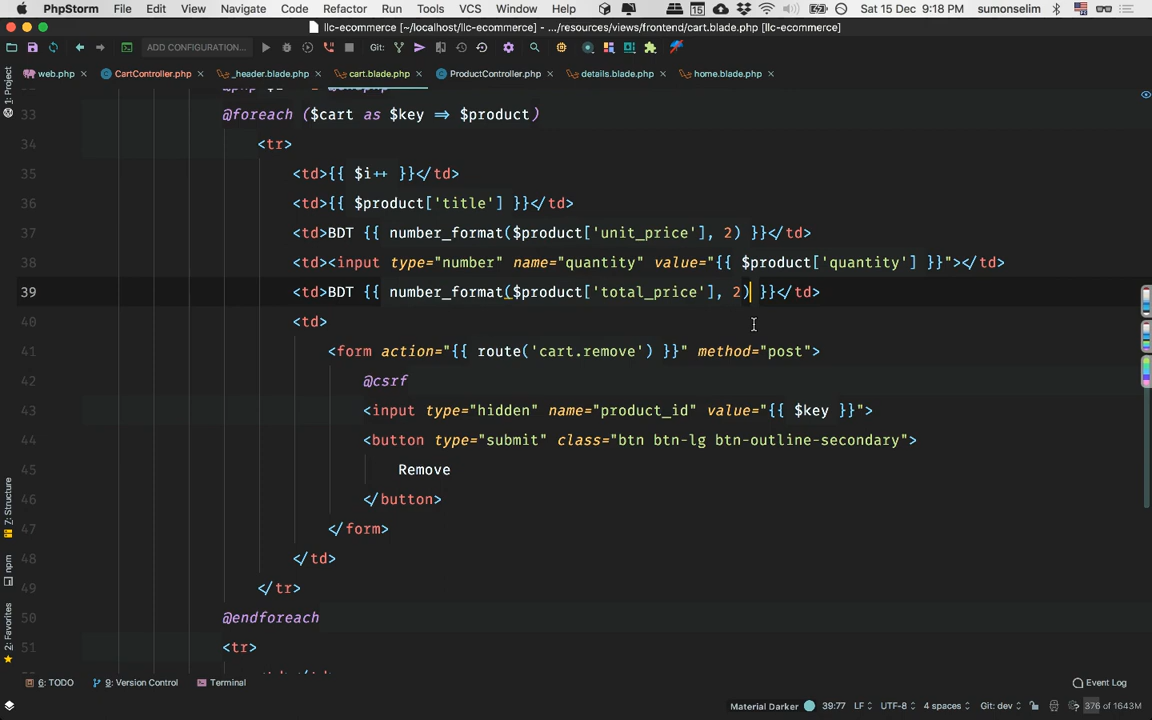 PhpStorm File Edit View Navigate Code Refactor Run Tools VCS Window Help 15 Sat 15 Dec 9:18 PM sumonselim
llc-ecommerce [~/localhost/llc-ecommerce] - .../resources/views/frontend/cart.blade.php [llc-ecommerce]
ADD CONFIGURATION... Git:
web.php CartController.php _header.blade.php cart.blade.php ProductController.php details.blade.php home.blade.php
1: Project
33 @foreach ($cart as $key => $product)
34 <tr>
35 <td>{{ $i++ }}</td>
36 <td>{{ $product['title'] }}</td>
37 <td>BDT {{ number_format($product['unit_price'], 2) }}</td>
38 <td><input type="number" name="quantity" value="{{ $product['quantity'] }}"></td>
39 <td>BDT {{ number_format($product['total_price'], 2) }}</td>
40 <td>
41 <form action="{{ route('cart.remove') }}" method="post">
42 @csrf
43 <input type="hidden" name="product_id" value="{{ $key }}">
44 <button type="submit" class="btn btn-lg btn-outline-secondary">
45 Remove
46 </button>
47 </form>
48 </td>
49 </tr>
50 @endforeach
51 <tr>
7: Structure
npm
2: Favorites
6: TODO 9: Version Control Terminal Event Log
Material Darker 39:77 LF UTF-8 4 spaces Git: dev 376 of 1643M